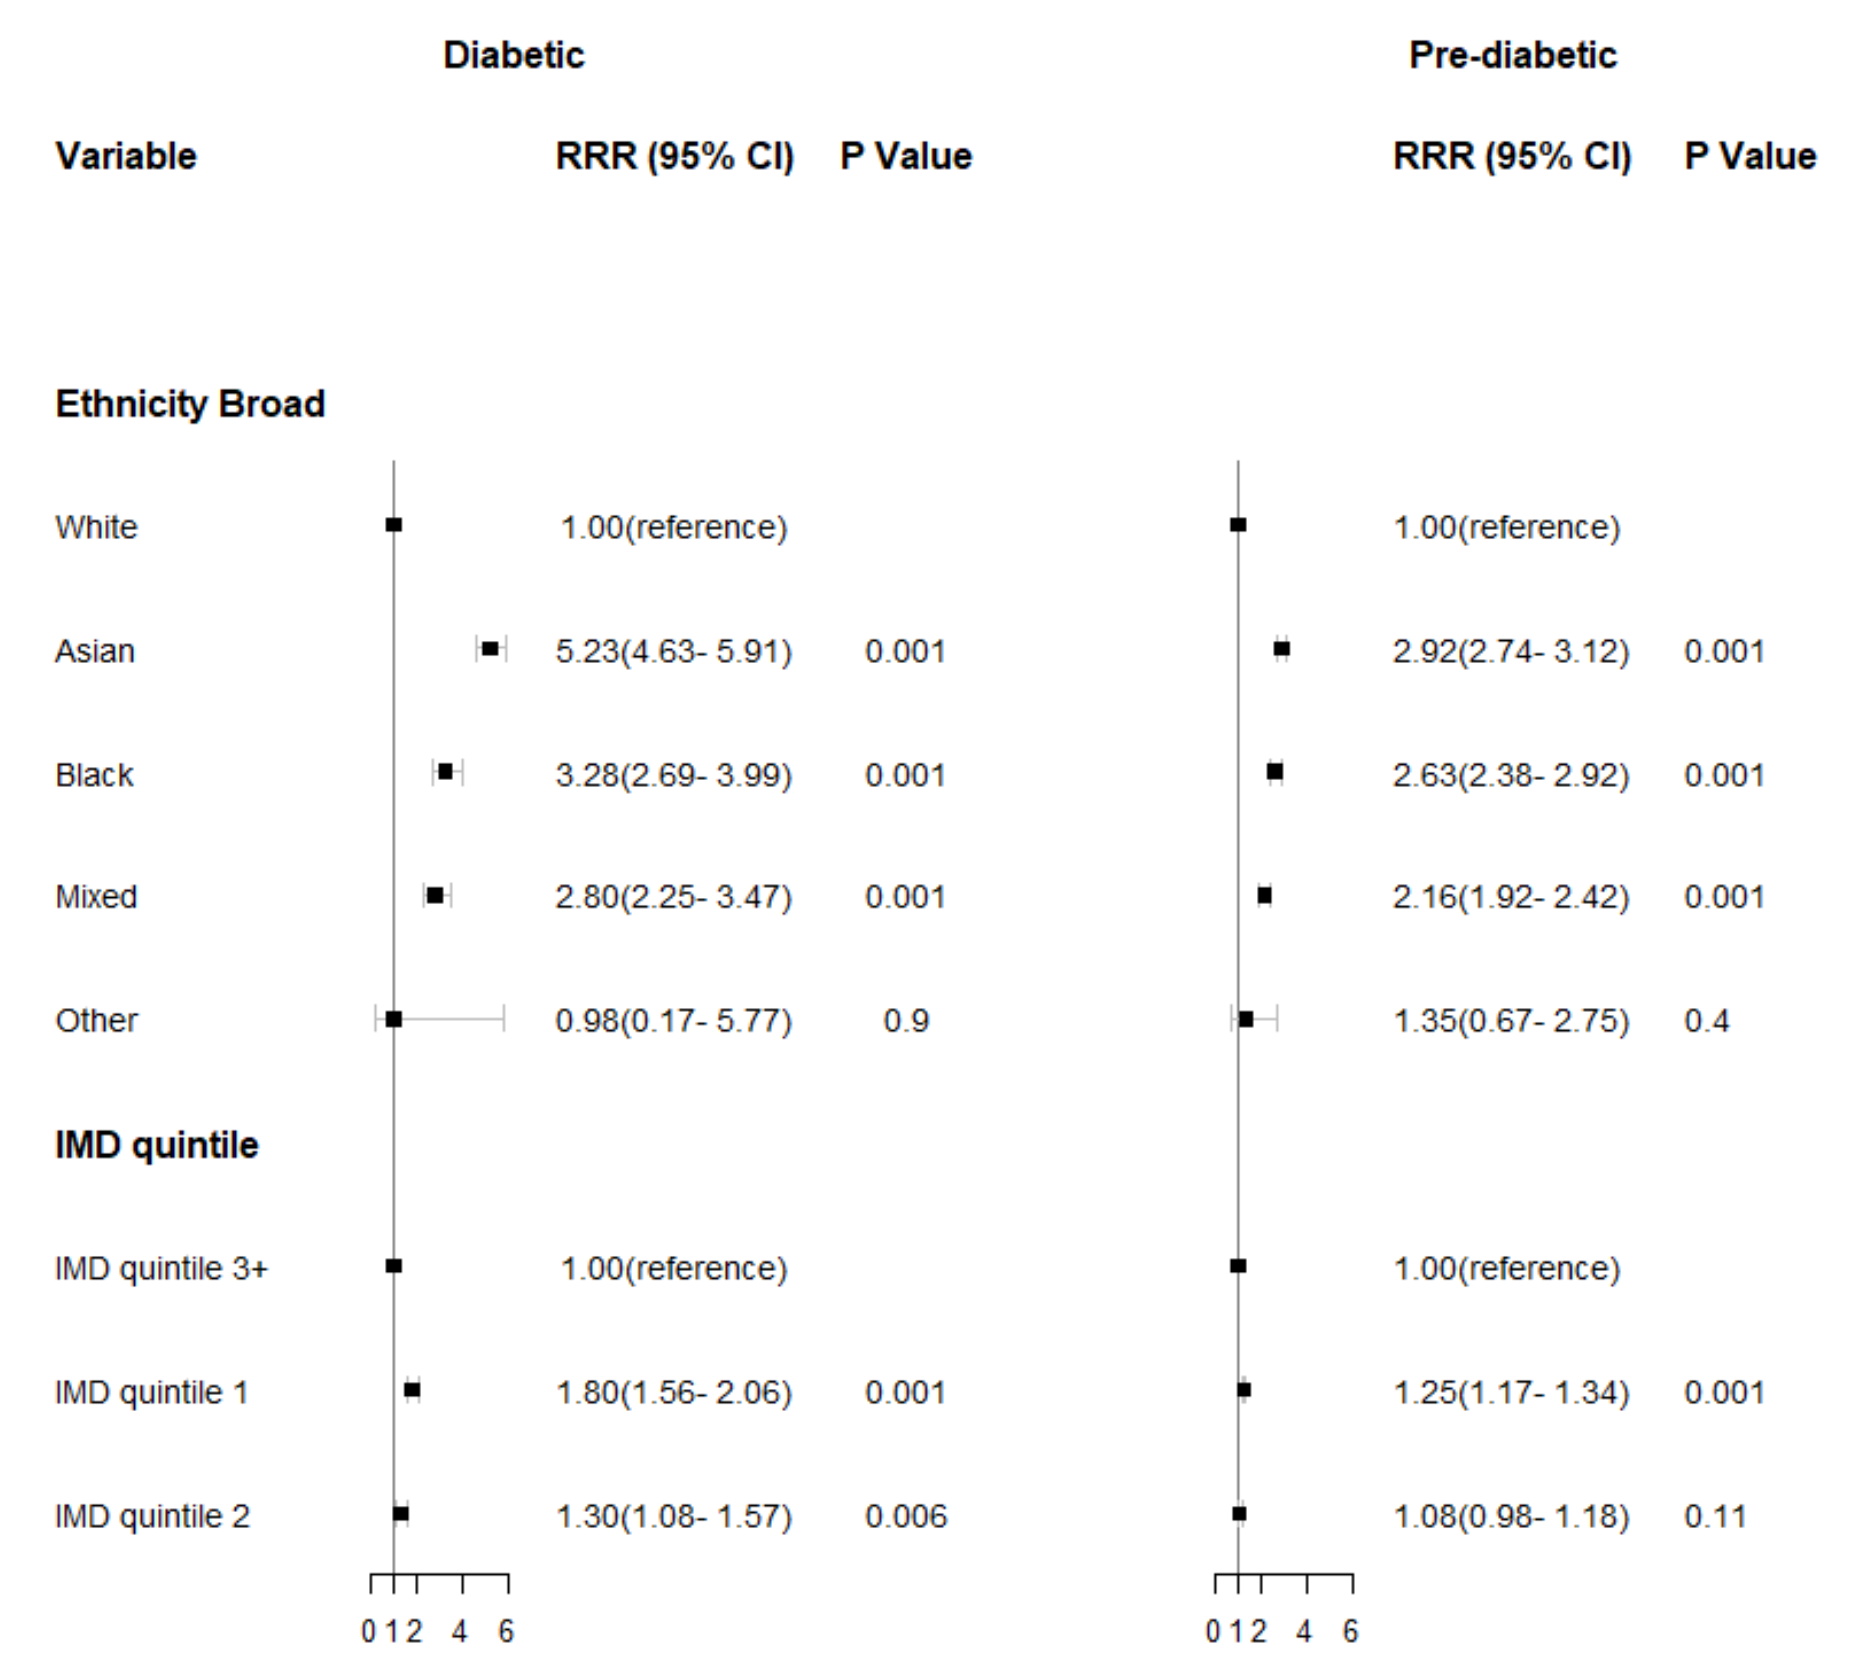 Diabetic Pre-diabetic
Variable RRR (95% CI) P Value RRR (95% CI) P Value
Ethnicity Broad
White 1.00(reference) 1.00(reference)
Asian 5.23(4.63- 5.91) 0.001 2.92(2.74- 3.12) 0.001
Black 3.28(2.69- 3.99) 0.001 2.63(2.38- 2.92) 0.001
Mixed 2.80(2.25- 3.47) 0.001 2.16(1.92- 2.42) 0.001
Other 0.98(0.17- 5.77) 0.9 1.35(0.67- 2.75) 0.4
IMD quintile
IMD quintile 3+ 1.00(reference) 1.00(reference)
IMD quintile 1 1.80(1.56- 2.06) 0.001 1.25(1.17- 1.34) 0.001
IMD quintile 2 1.30(1.08- 1.57) 0.006 1.08(0.98- 1.18) 0.11
0 1 2 4 6 0 1 2 4 6